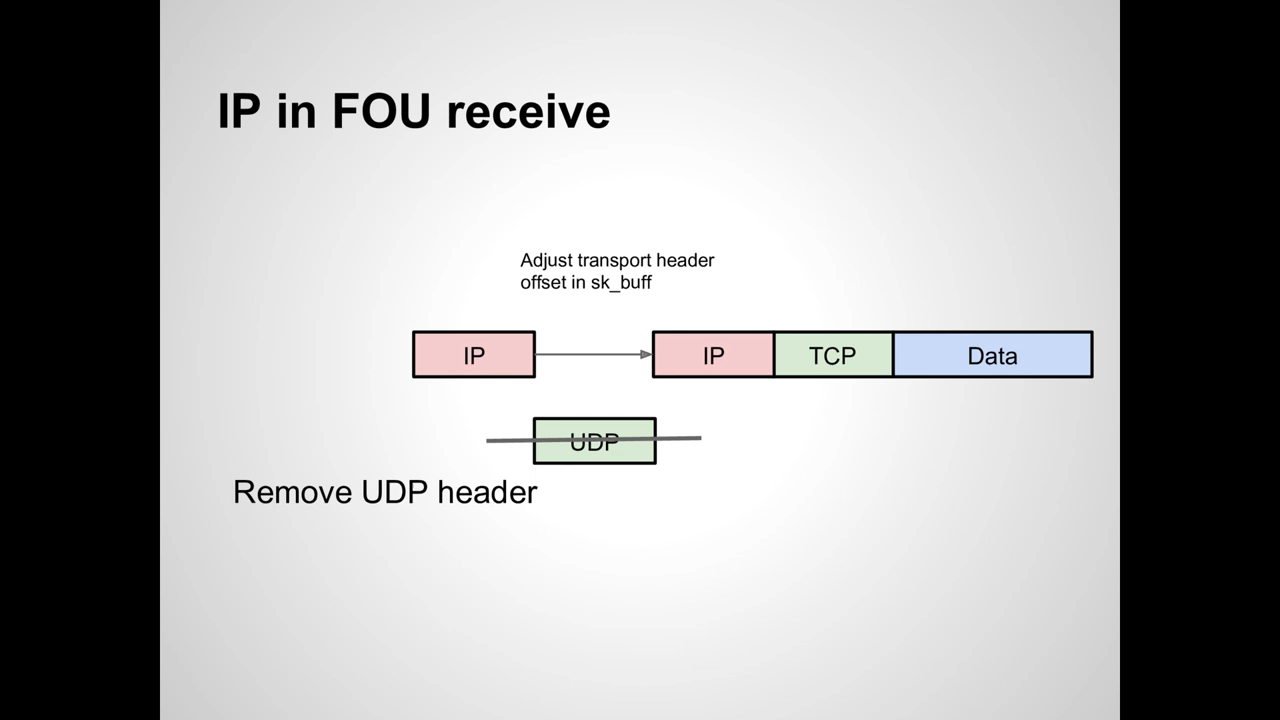 IP in FOU receive
Adjust transport header
offset in sk_buff
IP
IP
TCP
Data
UDP
Remove UDP header